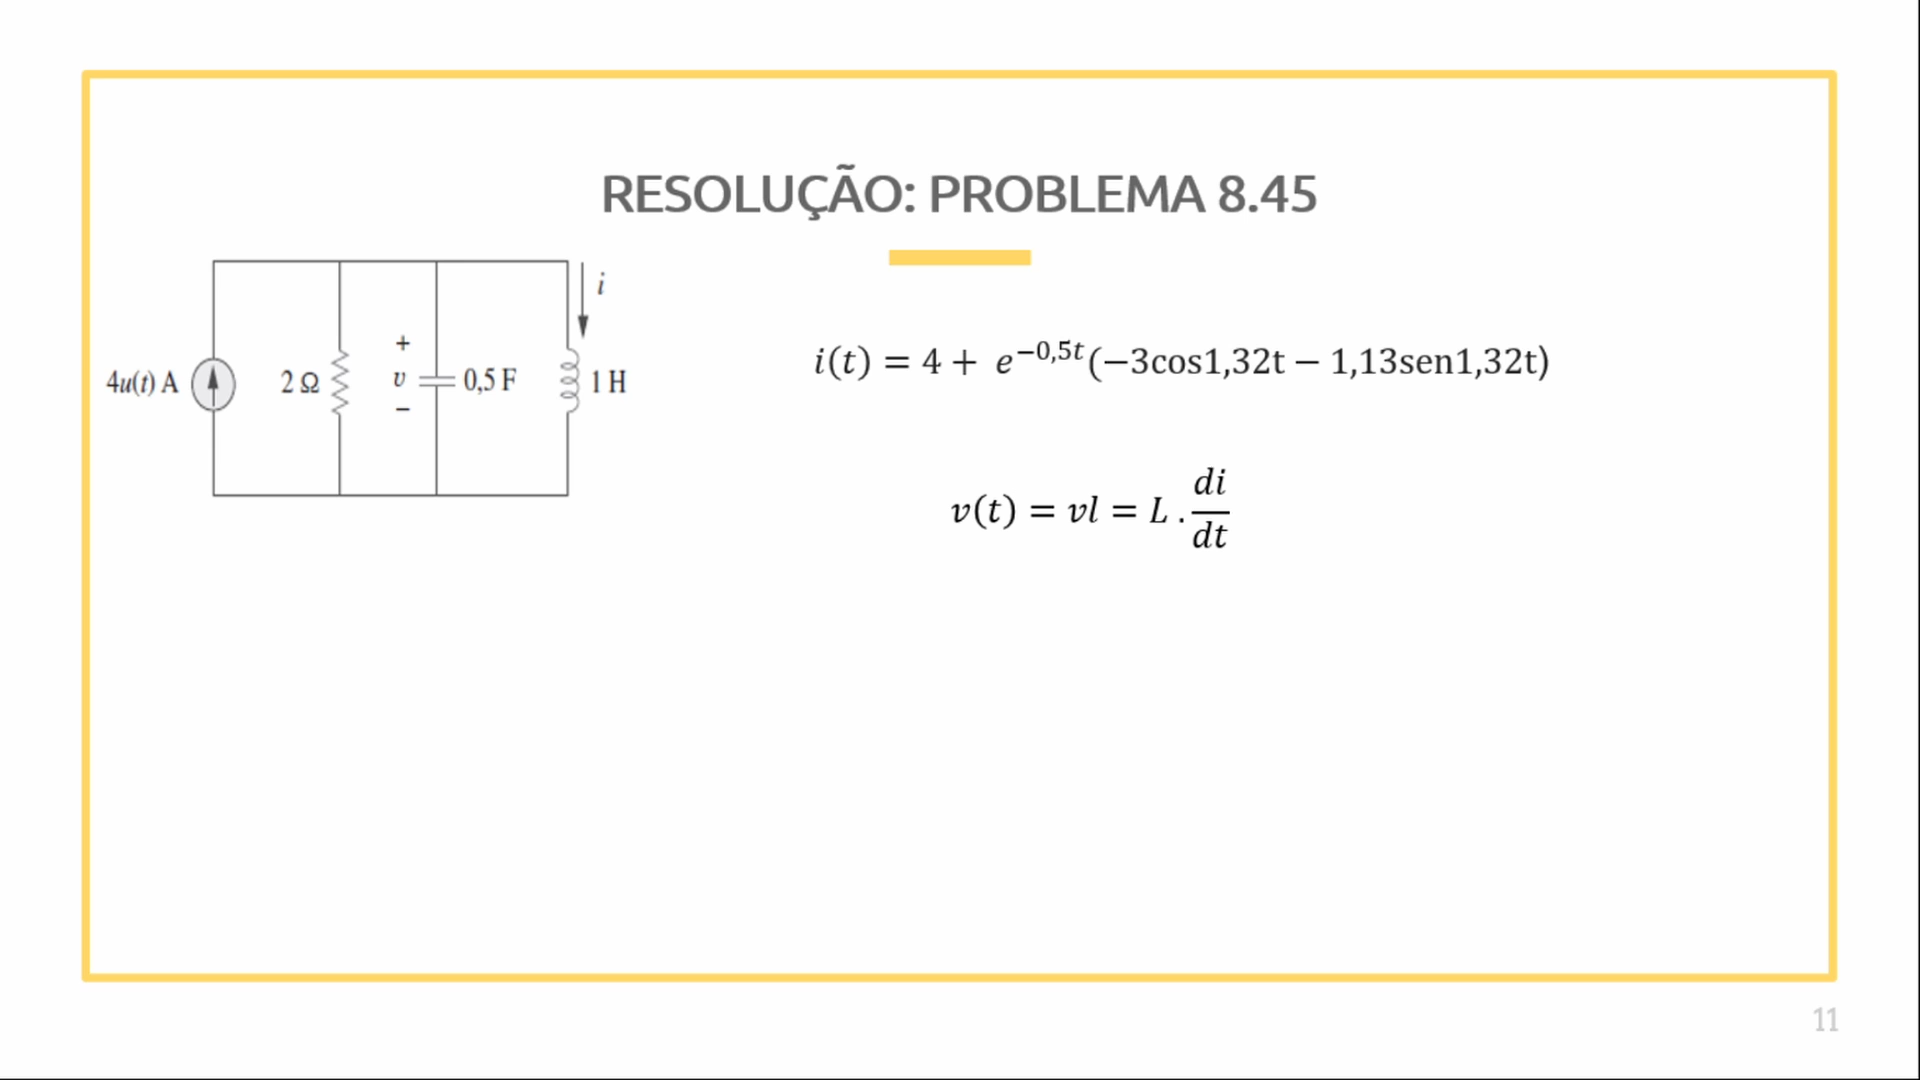 RESOLUÇÃO: PROBLEMA 8.45
i
4u(t) A
2 Ω
+
v
−
0,5 F
1 H
i(t) = 4 + e^{−0,5t}(−3cos1,32t − 1,13sen1,32t)
v(t) = vl = L . di/dt
11